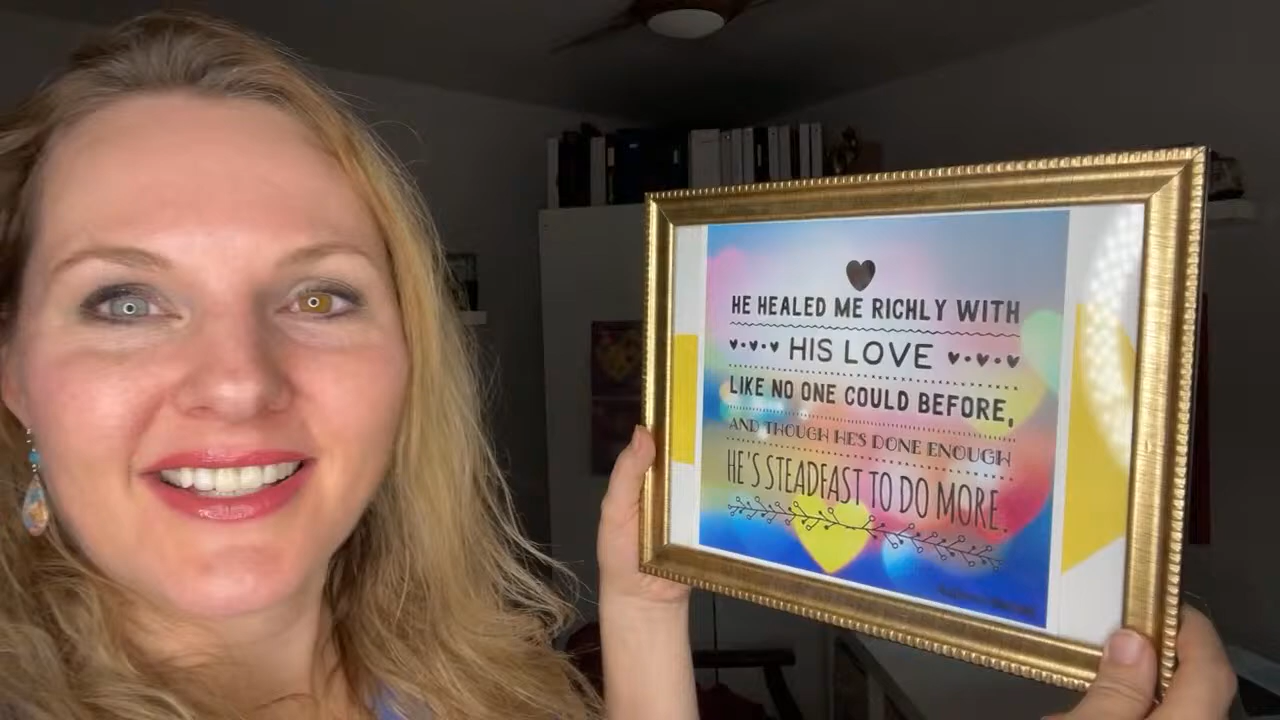 HE HEALED ME RICHLY WITH
HIS LOVE
LIKE NO ONE COULD BEFORE,
AND THOUGH HE'S DONE ENOUGH
HE'S STEADFAST TO DO MORE.